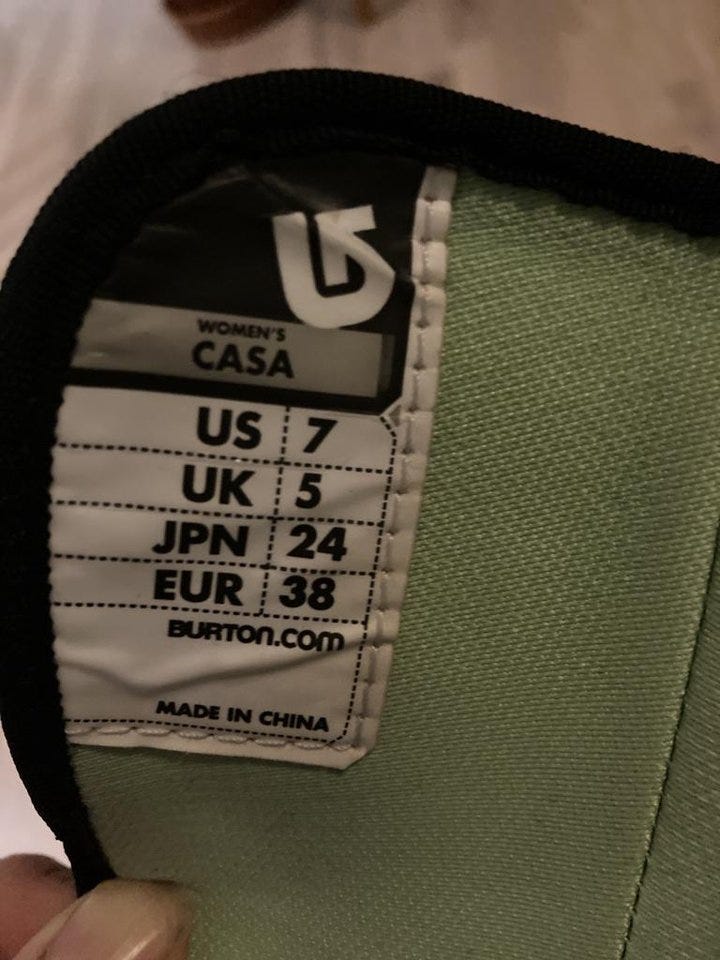 WOMEN'S
CASA
US 7
UK 5
JPN 24
EUR 38
BURTON.COM
MADE IN CHINA